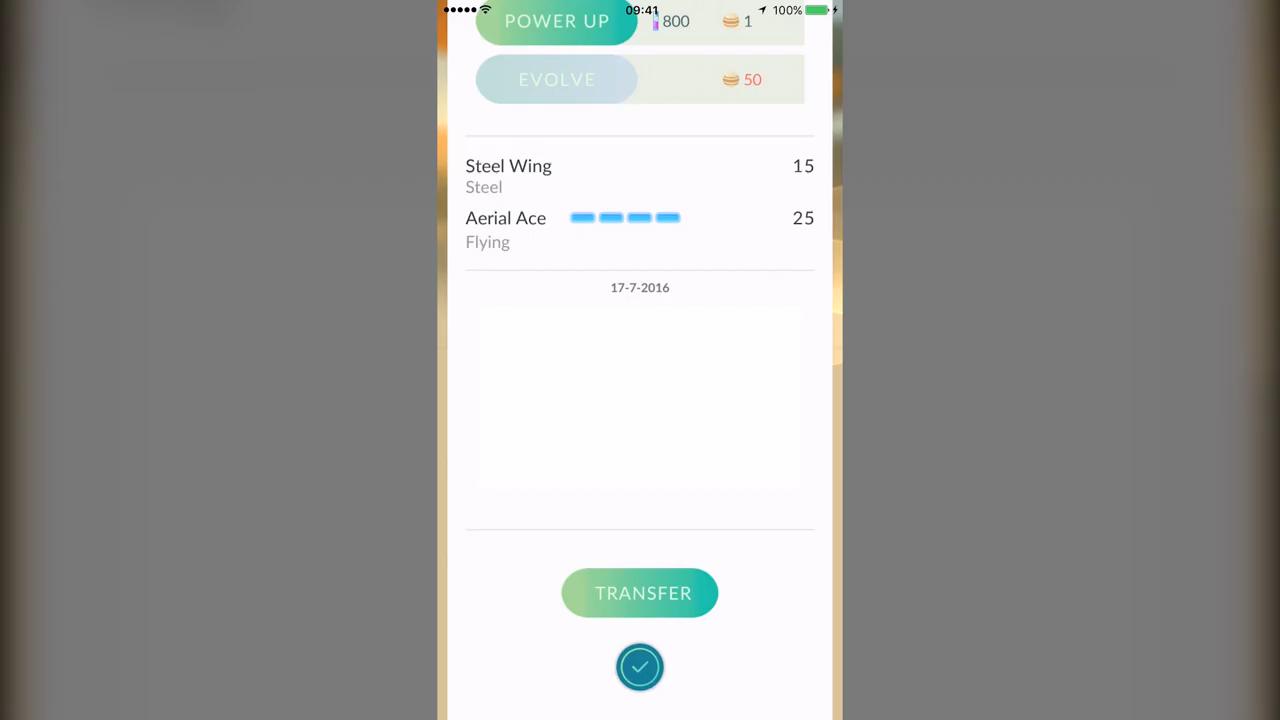 09:41 100%
POWER UP 800 1
EVOLVE 50
Steel Wing 15
Steel
Aerial Ace 25
Flying
17-7-2016
TRANSFER